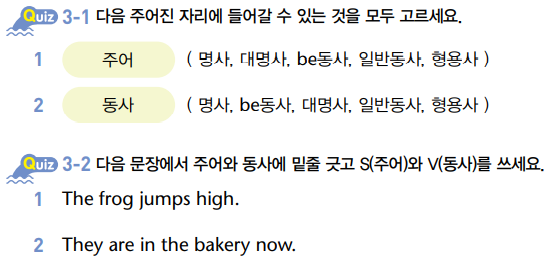 Quiz 3-1 다음 주어진 자리에 들어갈 수 있는 것을 모두 고르세요.
1 주어 ( 명사, 대명사, be동사, 일반동사, 형용사 )
2 동사 ( 명사, be동사, 대명사, 일반동사, 형용사 )
Quiz 3-2 다음 문장에서 주어와 동사에 밑줄 긋고 S(주어)와 V(동사)를 쓰세요.
1 The frog jumps high.
2 They are in the bakery now.